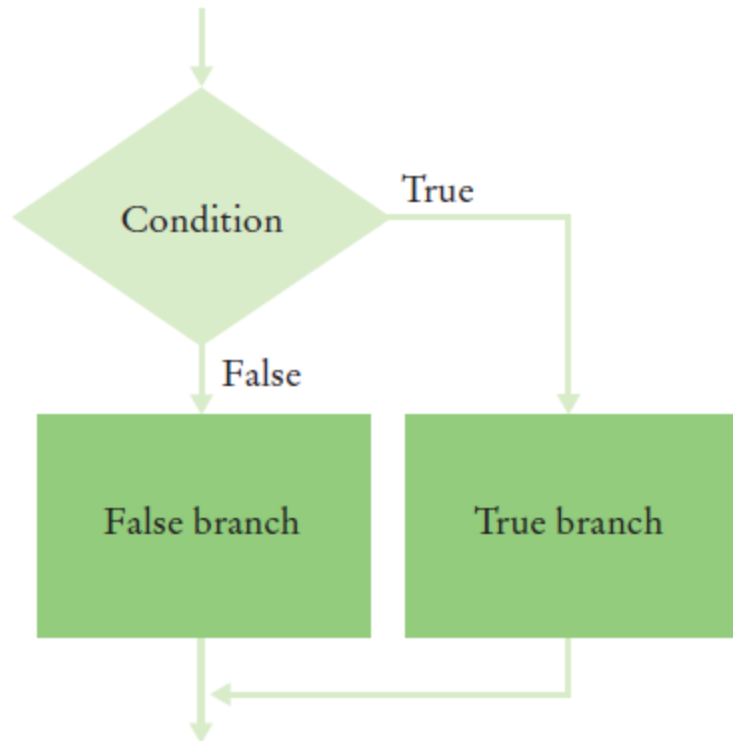 True
Condition
False
False branch
True branch